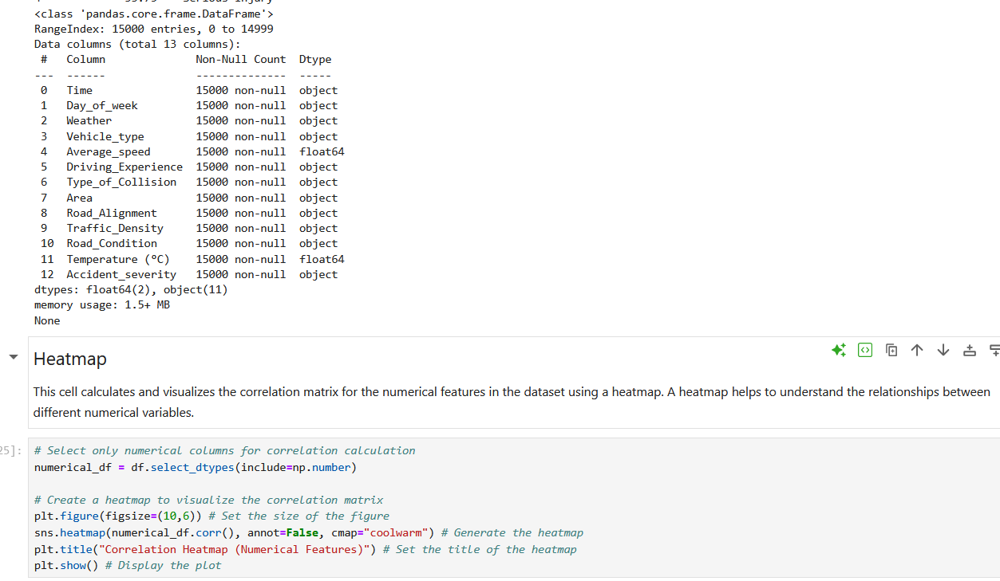 <class 'pandas.core.frame.DataFrame'>
RangeIndex: 15000 entries, 0 to 14999
Data columns (total 13 columns):
 #   Column              Non-Null Count  Dtype
---  ------              --------------  -----
 0   Time                15000 non-null  object
 1   Day_of_week         15000 non-null  object
 2   Weather             15000 non-null  object
 3   Vehicle_type        15000 non-null  object
 4   Average_speed       15000 non-null  float64
 5   Driving_Experience  15000 non-null  object
 6   Type_of_Collision   15000 non-null  object
 7   Area                15000 non-null  object
 8   Road_Alignment      15000 non-null  object
 9   Traffic_Density     15000 non-null  object
 10  Road_Condition      15000 non-null  object
 11  Temperature (°C)    15000 non-null  float64
 12  Accident_severity   15000 non-null  object
dtypes: float64(2), object(11)
memory usage: 1.5+ MB
None
Heatmap
This cell calculates and visualizes the correlation matrix for the numerical features in the dataset using a heatmap. A heatmap helps to understand the relationships between
different numerical variables.
25]:
# Select only numerical columns for correlation calculation
numerical_df = df.select_dtypes(include=np.number)
# Create a heatmap to visualize the correlation matrix
plt.figure(figsize=(10,6)) # Set the size of the figure
sns.heatmap(numerical_df.corr(), annot=False, cmap="coolwarm") # Generate the heatmap
plt.title("Correlation Heatmap (Numerical Features)") # Set the title of the heatmap
plt.show() # Display the plot